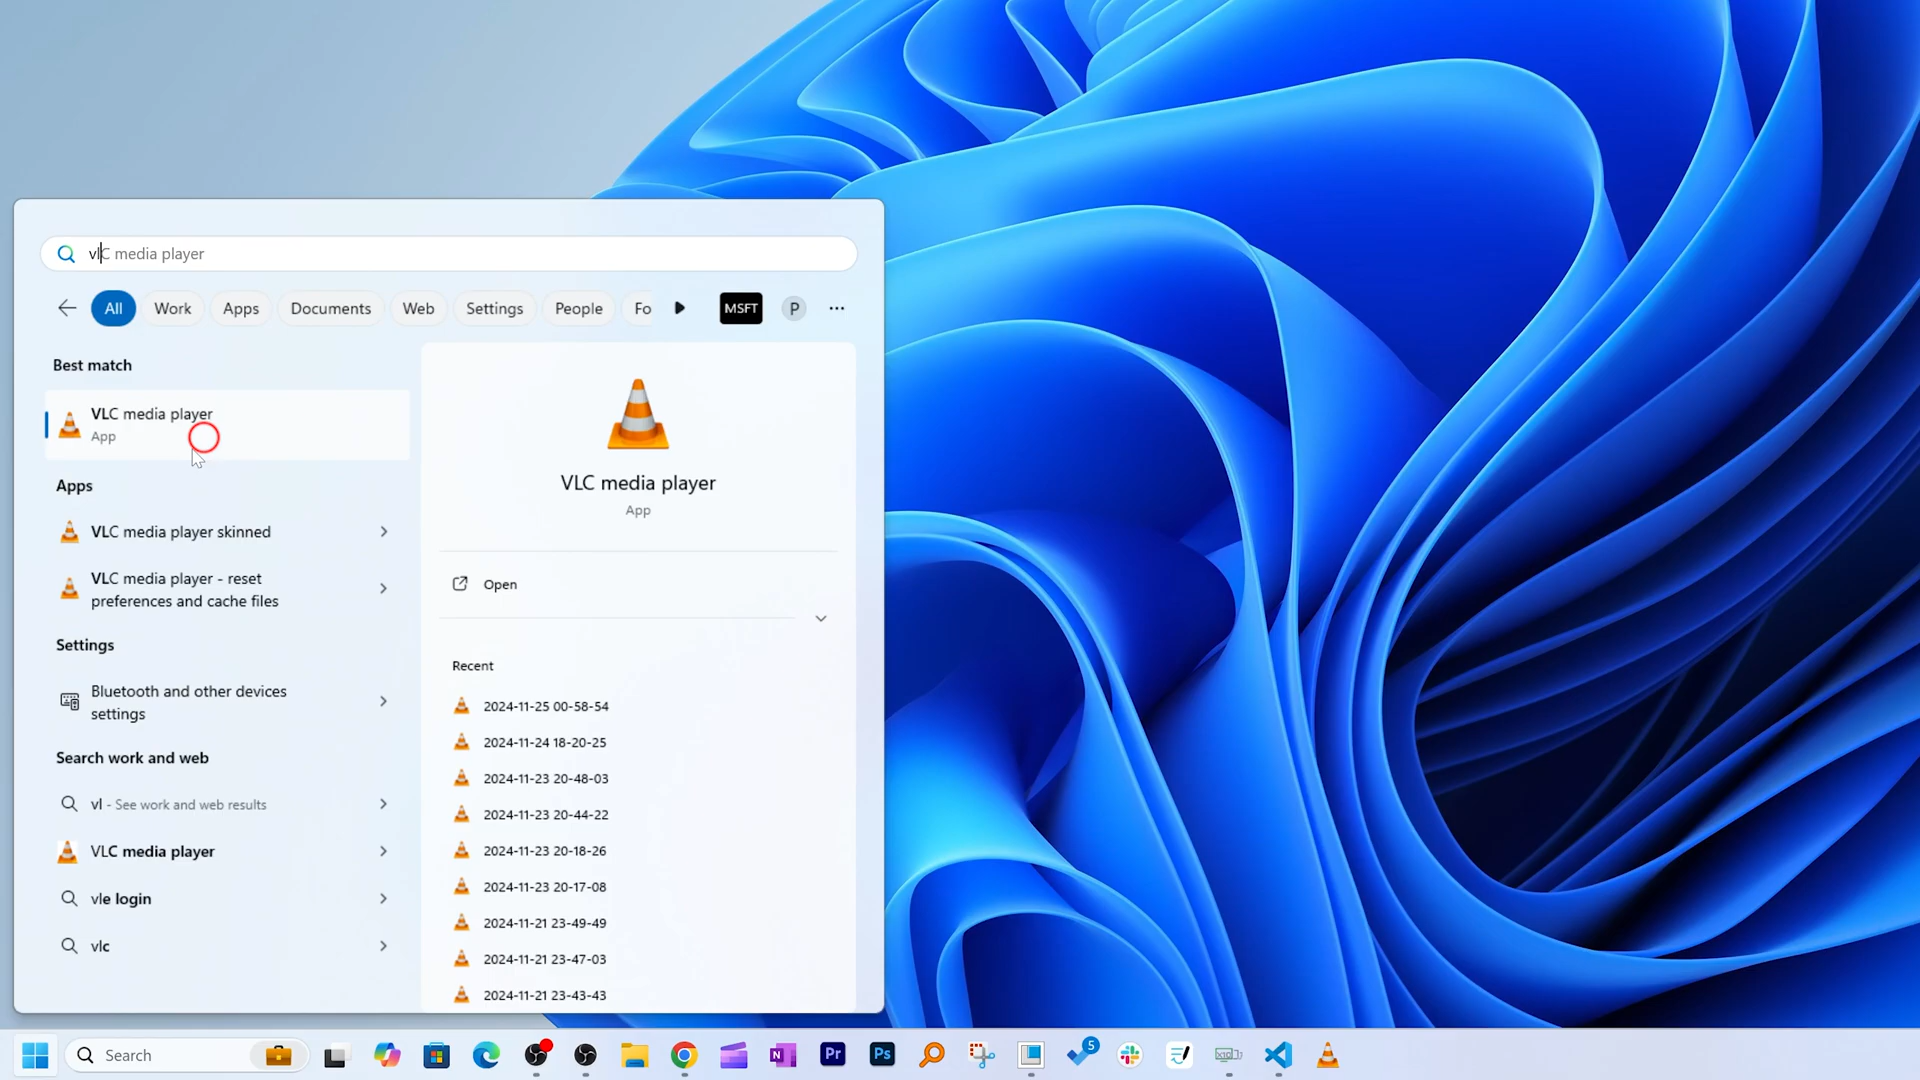 vlC media player
All
Work
Apps
Documents
Web
Settings
People
Fo
MSFT
P
Best match
VLC media player
App
Apps
VLC media player skinned
VLC media player - reset
preferences and cache files
Settings
Bluetooth and other devices
settings
Search work and web
vl - See work and web results
VLC media player
vle login
vlc
VLC media player
App
Open
Recent
2024-11-25 00-58-54
2024-11-24 18-20-25
2024-11-23 20-48-03
2024-11-23 20-44-22
2024-11-23 20-18-26
2024-11-23 20-17-08
2024-11-21 23-49-49
2024-11-21 23-47-03
2024-11-21 23-43-43
Search
N
Pr
Ps
5